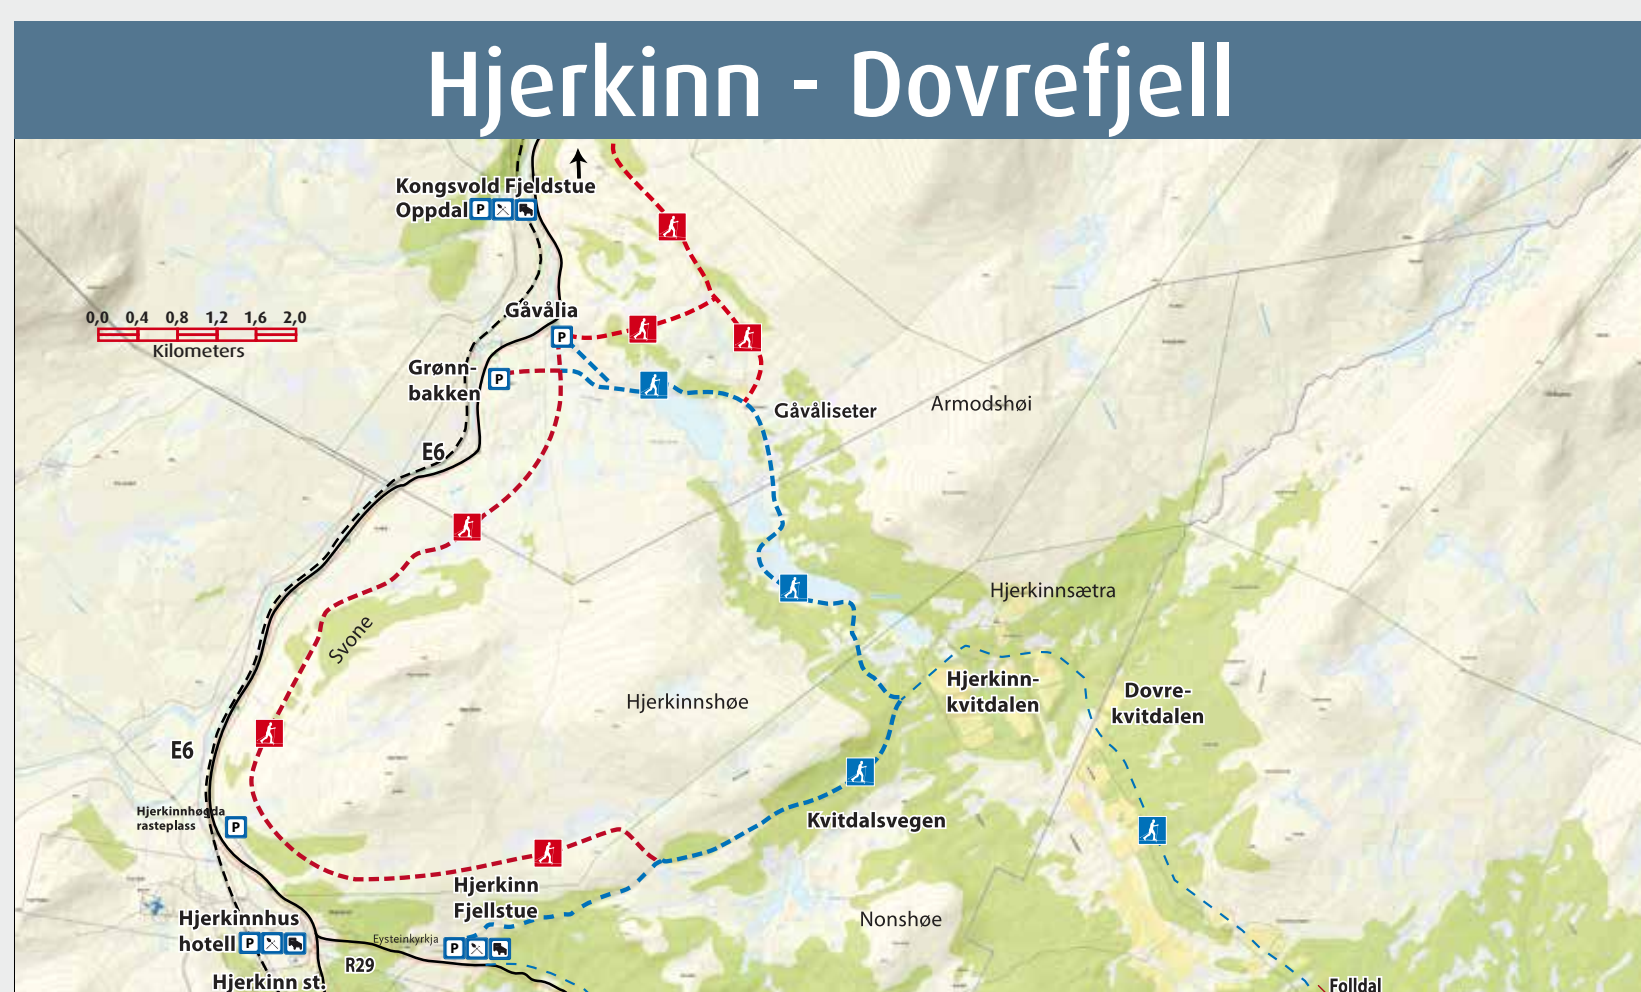 Hjerkinn - Dovrefjell
Kongsvold Fjeldstue
Oppdal P
0,0 0,4 0,8 1,2 1,6 2,0
Kilometers
Gåvålia
P
Grønn-
bakken P
Gåvåliseter
Armodshøi
E6
Hjerkinnsætra
Svone
Hjerkinnshøe
Hjerkinn-
kvitdalen
Dovre-
kvitdalen
E6
Hjerkinnhøgda
rasteplass P
Kvitdalsvegen
Hjerkinn
Fjellstue
Hjerkinnhus
hotell P
Eysteinkyrkja P
Nonshøe
R29
Hjerkinn st.
Folldal